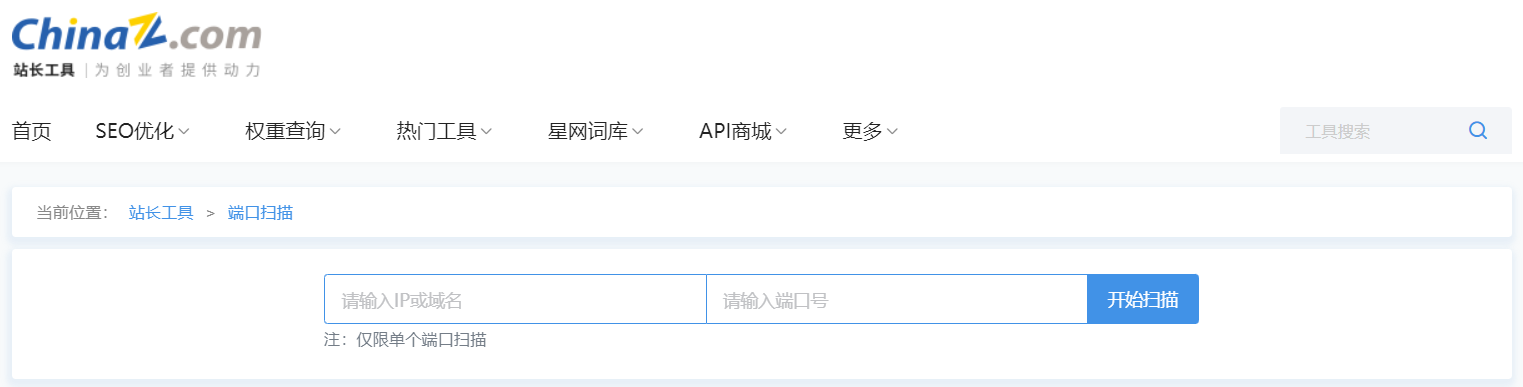 ChinaZ.com
站长工具 | 为创业者提供动力
首页 SEO优化 权重查询 热门工具 星网词库 API商城 更多 工具搜索
当前位置： 站长工具 > 端口扫描
请输入IP或域名 请输入端口号 开始扫描
注：仅限单个端口扫描